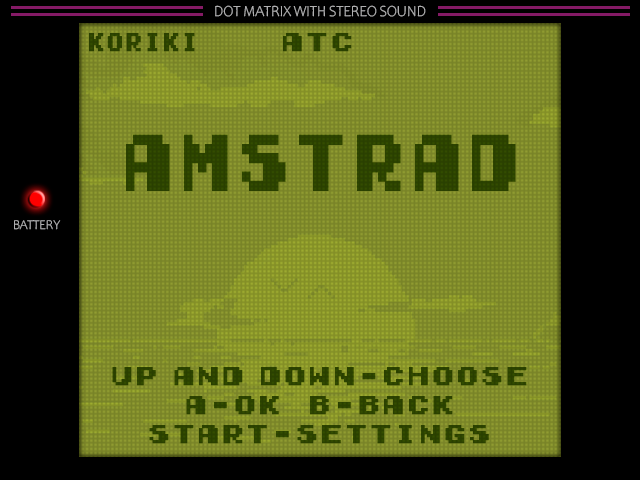 DOT MATRIX WITH STEREO SOUND
KORIKI ATC
AMSTRAD
BATTERY
UP AND DOWN-CHOOSE
A-OK B-BACK
START-SETTINGS